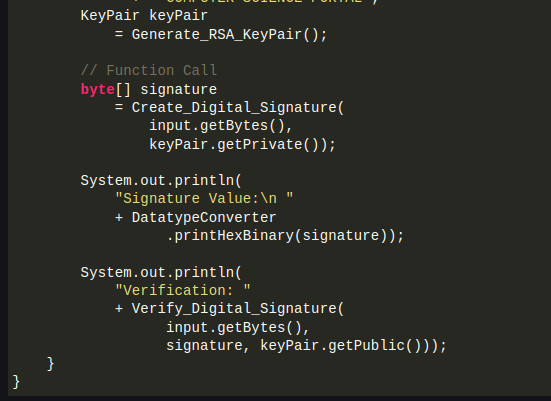 KeyPair keyPair
= Generate_RSA_KeyPair();
// Function Call
byte[] signature
= Create_Digital_Signature(
input.getBytes(),
keyPair.getPrivate());
System.out.println(
"Signature Value:\n "
+ DatatypeConverter
.printHexBinary(signature));
System.out.println(
"Verification: "
+ Verify_Digital_Signature(
input.getBytes(),
signature, keyPair.getPublic()));
}
}